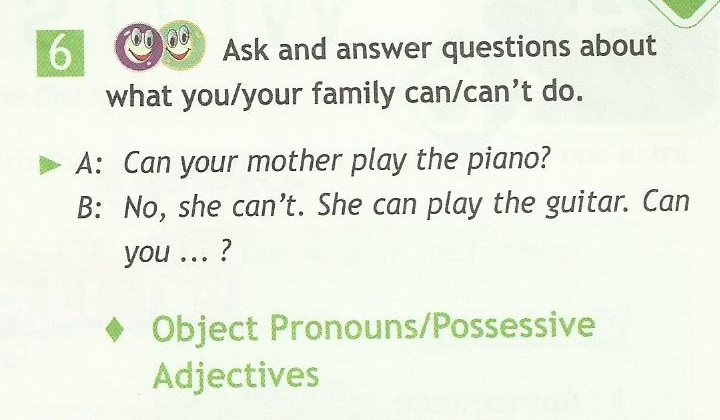 6 Ask and answer questions about
what you/your family can/can't do.
► A: Can your mother play the piano?
B: No, she can't. She can play the guitar. Can
you ... ?
♦ Object Pronouns/Possessive
Adjectives